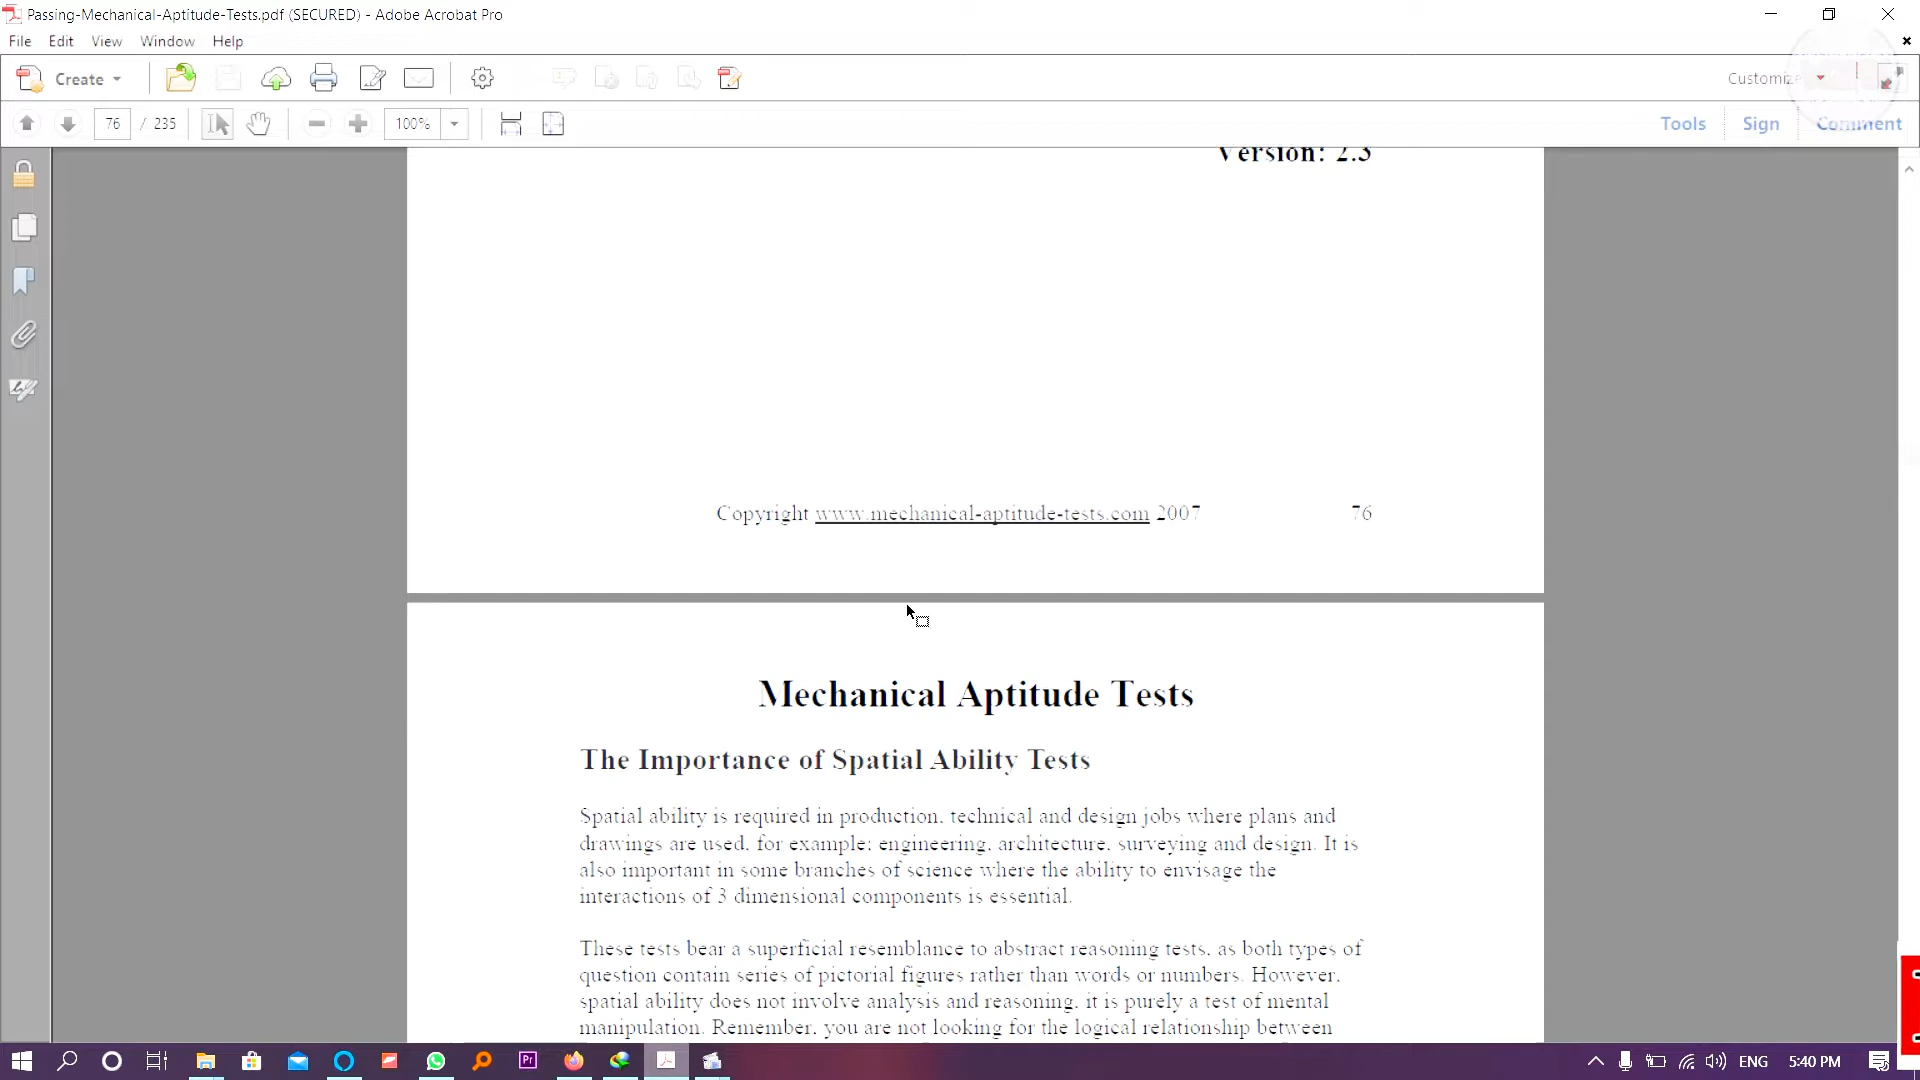 Passing-Mechanical-Aptitude-Tests.pdf (SECURED) - Adobe Acrobat Pro
File Edit View Window Help
Create
Customize
76 / 235 100% Tools Sign Comment
Version: 2.3
Copyright www.mechanical-aptitude-tests.com 2007 76
Mechanical Aptitude Tests
The Importance of Spatial Ability Tests
Spatial ability is required in production, technical and design jobs where plans and
drawings are used, for example; engineering, architecture, surveying and design. It is
also important in some branches of science where the ability to envisage the
interactions of 3 dimensional components is essential.
These tests bear a superficial resemblance to abstract reasoning tests, as both types of
question contain series of pictorial figures rather than words or numbers. However,
spatial ability does not involve analysis and reasoning, it is purely a test of mental
manipulation. Remember, you are not looking for the logical relationship between
Pr ENG 5:40 PM